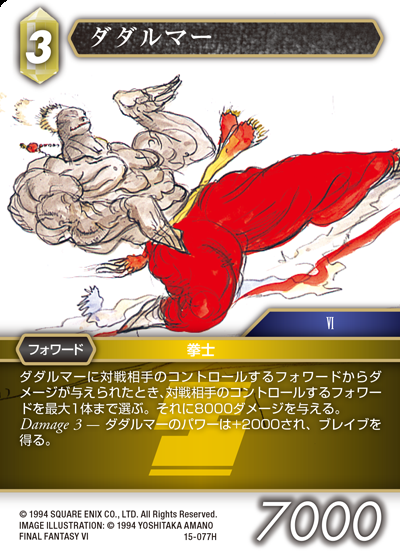 3
ダダルマー
VI
フォワード
拳士
ダダルマーに対戦相手のコントロールするフォワードからダ
メージが与えられたとき、対戦相手のコントロールするフォワー
ドを最大1体まで選ぶ。それに8000ダメージを与える。
Damage 3 ― ダダルマーのパワーは+2000され、ブレイブを
得る。
© 1994 SQUARE ENIX CO., LTD. All Rights Reserved.
IMAGE ILLUSTRATION: © 1994 YOSHITAKA AMANO
FINAL FANTASY VI
15-077H
7000